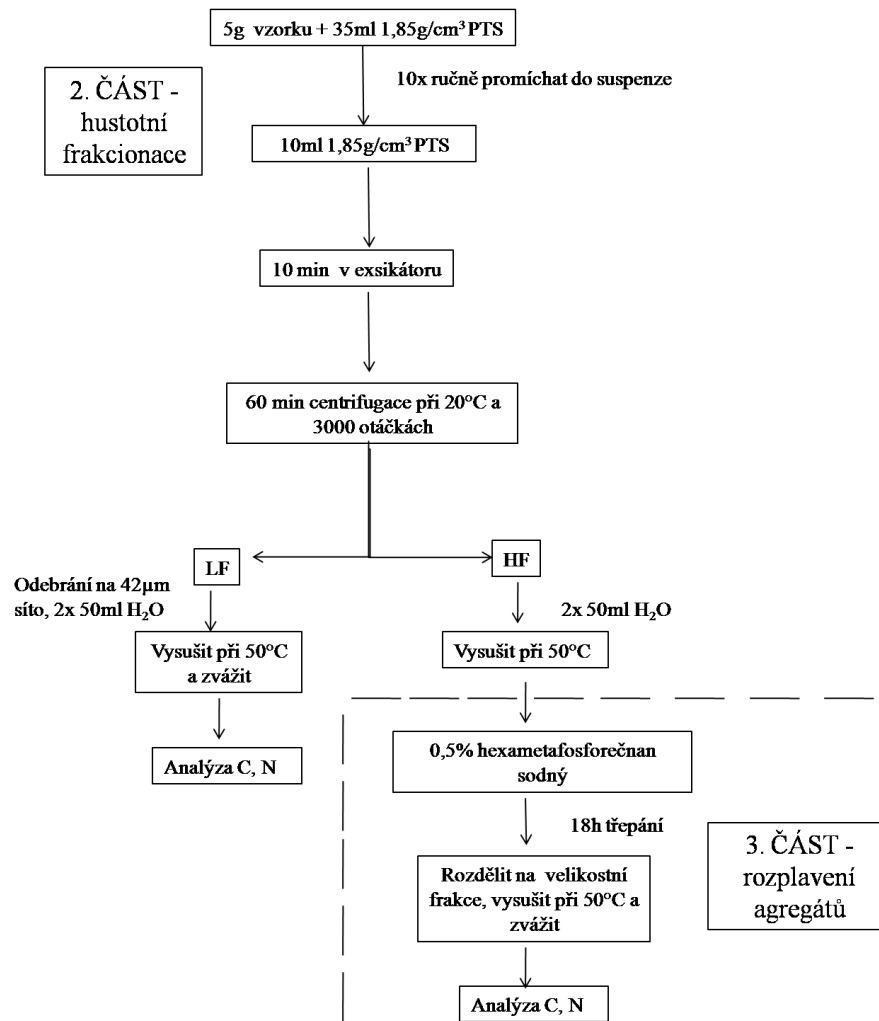 5g vzorku + 35ml 1,85g/cm³ PTS
10x ručně promíchat do suspenze
2. ČÁST -
hustotní
frakcionace
10ml 1,85g/cm³ PTS
10 min v exsikátoru
60 min centrifugace při 20°C a
3000 otáčkách
LF
HF
Odebrání na 42µm
síto, 2x 50ml H₂O
2x 50ml H₂O
Vysušit při 50°C
a zvážit
Vysušit při 50°C
Analýza C, N
0,5% hexametafosforečnan
sodný
18h třepání
3. ČÁST -
rozplavení
agregátů
Rozdělit na velikostní
frakce, vysušit při 50°C a
zvážit
Analýza C, N